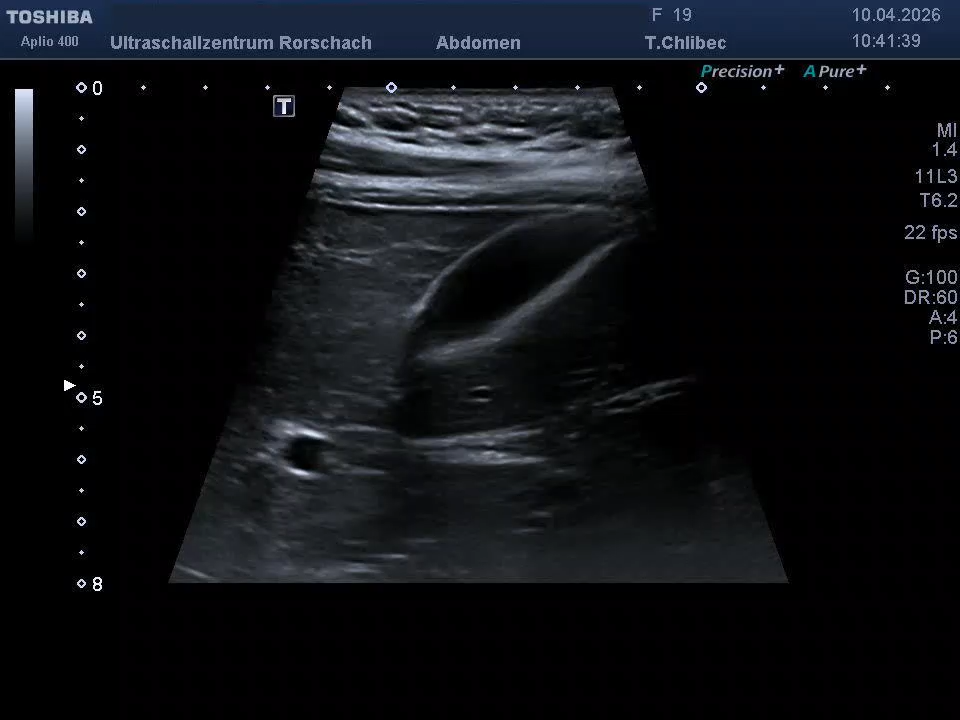 TOSHIBA F 19 10.04.2026
Aplio 400 Ultraschallzentrum Rorschach Abdomen T.Chlibec 10:41:39
Precision+ A Pure+
0
T
MI
1.4
11L3
T6.2
22 fps
G:100
DR:60
A:4
P:6
5
8